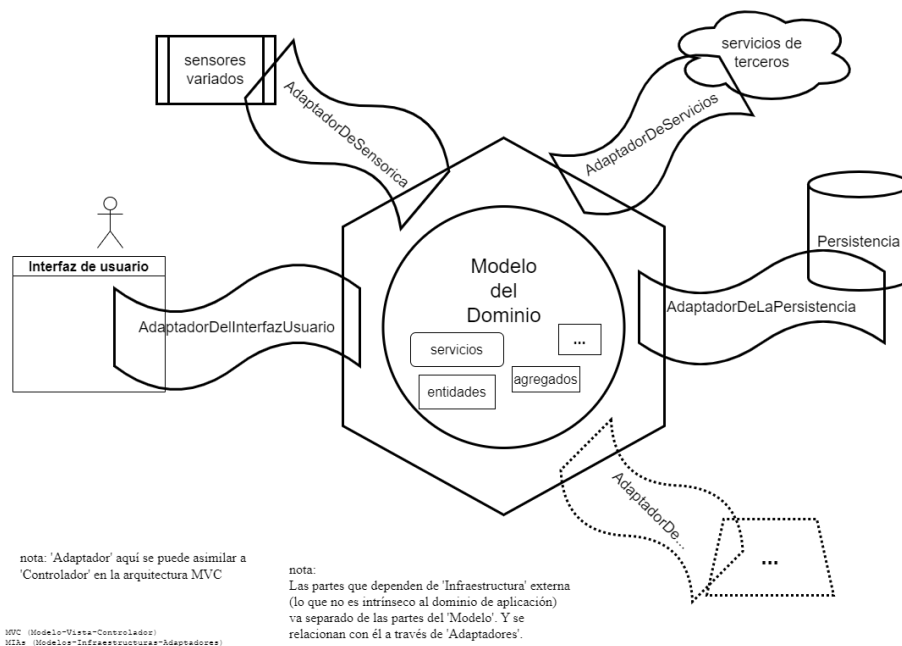 sensores
variados
AdaptadorDeSensorica
servicios de
terceros
AdaptadorDeServicios
Persistencia
AdaptadorDeLaPersistencia
Interfaz de usuario
AdaptadorDelInterfazUsuario
Modelo
del
Dominio
servicios
...
entidades
agregados
AdaptadorDe...
...
nota: 'Adaptador' aquí se puede asimilar a
'Controlador' en la arquitectura MVC
nota:
Las partes que dependen de 'Infraestructura' externa
(lo que no es intrínseco al dominio de aplicación)
va separado de las partes del 'Modelo'. Y se
relacionan con él a través de 'Adaptadores'.
MVC (Modelo-Vista-Controlador)
MIAs (Modelos-Infraestructuras-Adaptadores)